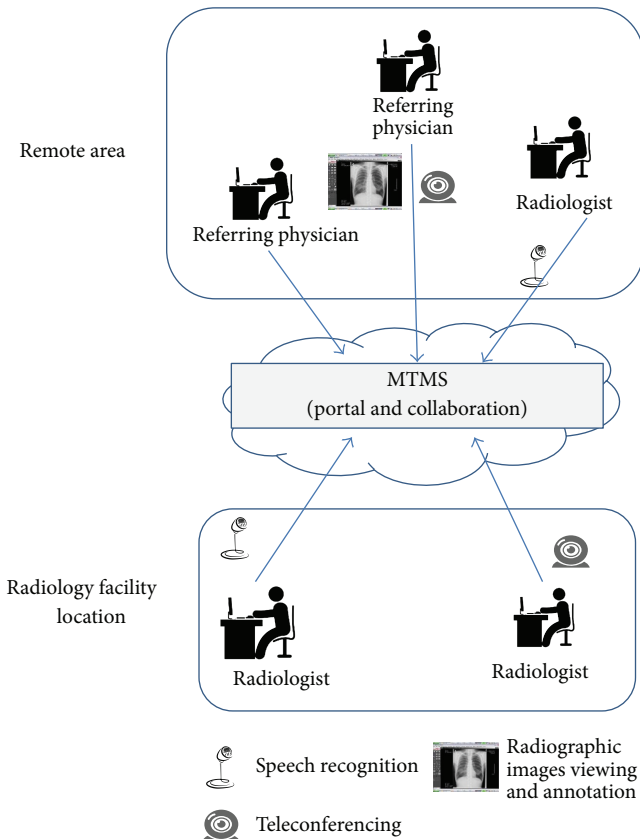 Remote area
Referring
physician
Radiologist
Referring physician
MTMS
(portal and collaboration)
Radiology facility
location
Radiologist
Radiologist
Speech recognition
Radiographic
images viewing
and annotation
Teleconferencing